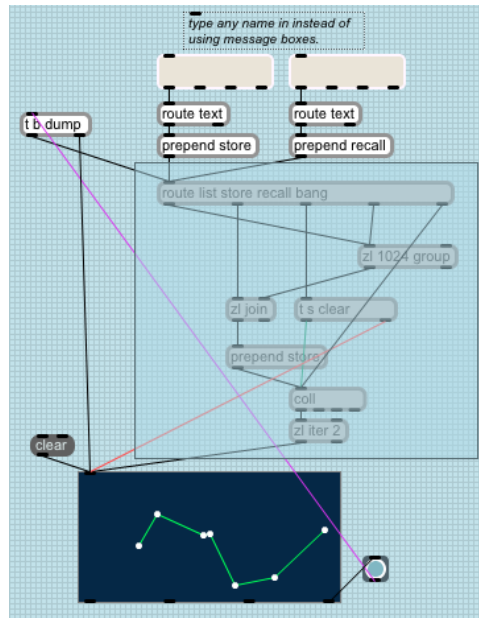 type any name in instead of
using message boxes.
route text
route text
t b dump
prepend store
prepend recall
route list store recall bang
zl 1024 group
zl join
t s clear
prepend store
coll
zl iter 2
clear